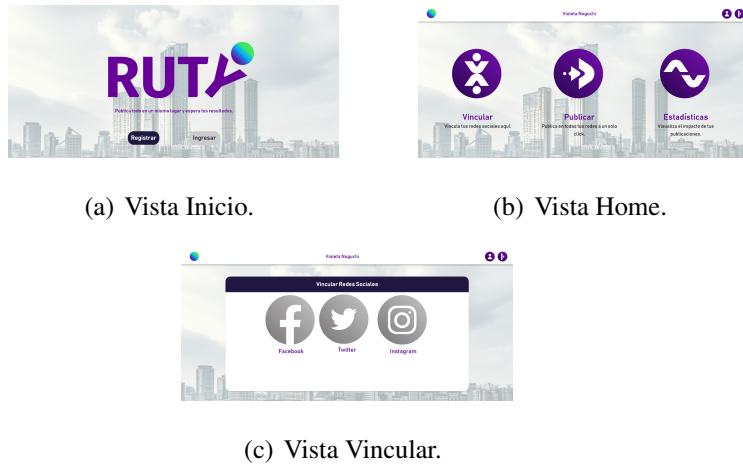 RUTY
Publica todo en un mismo lugar y espera los resultados.
Registrar
Ingresar
(a) Vista Inicio.
Violeta Noguchi
Vincular
Vincula tus redes sociales aquí.
Publicar
Publica en todas tus redes a un solo
click.
Estadísticas
Visualiza el impacto de tus
publicaciones.
(b) Vista Home.
Violeta Noguchi
Vincular Redes Sociales
Facebook
Twitter
Instagram
(c) Vista Vincular.